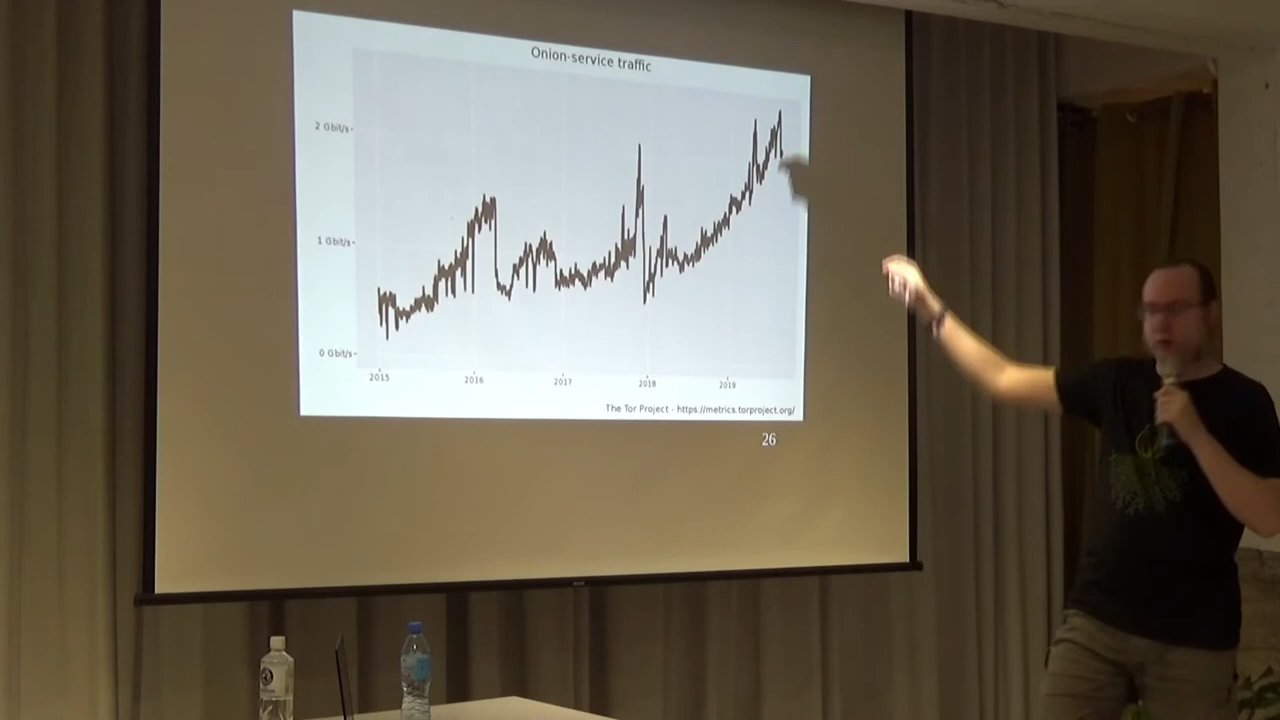 Onion-service traffic
2 Gbit/s
1 Gbit/s
0 Gbit/s
2015 2016 2017 2018 2019
The Tor Project - https://metrics.torproject.org/
26